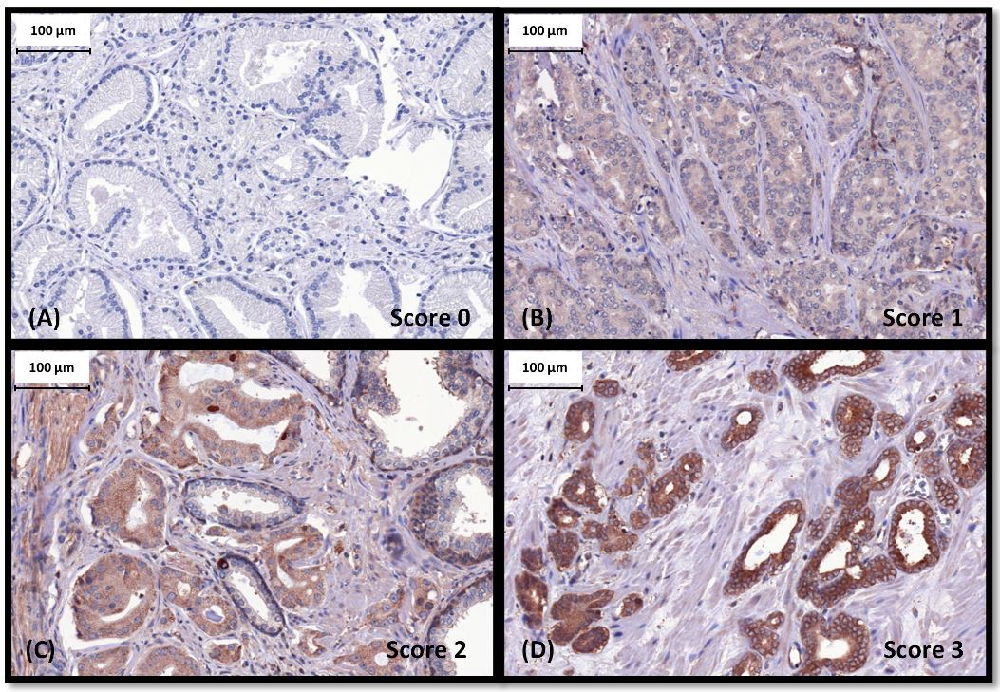 100 µm
(A)
Score 0
100 µm
(B)
Score 1
100 µm
(C)
Score 2
100 µm
(D)
Score 3